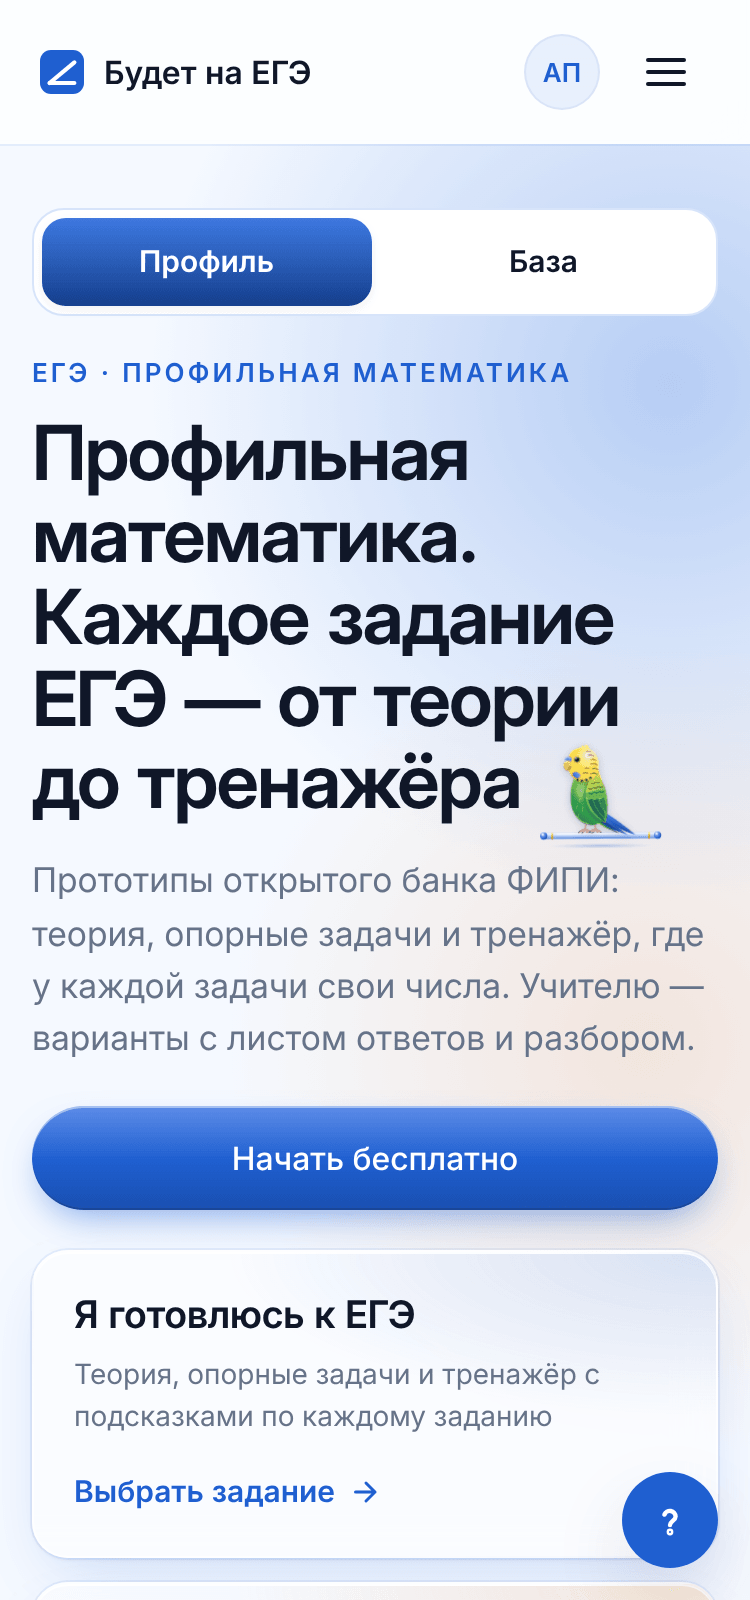 Будет на ЕГЭ
АП
Профиль
База
ЕГЭ · ПРОФИЛЬНАЯ МАТЕМАТИКА
Профильная
математика.
Каждое задание
ЕГЭ — от теории
до тренажёра
Прототипы открытого банка ФИПИ:
теория, опорные задачи и тренажёр, где
у каждой задачи свои числа. Учителю —
варианты с листом ответов и разбором.
Начать бесплатно
Я готовлюсь к ЕГЭ
Теория, опорные задачи и тренажёр с
подсказками по каждому заданию
Выбрать задание →
?